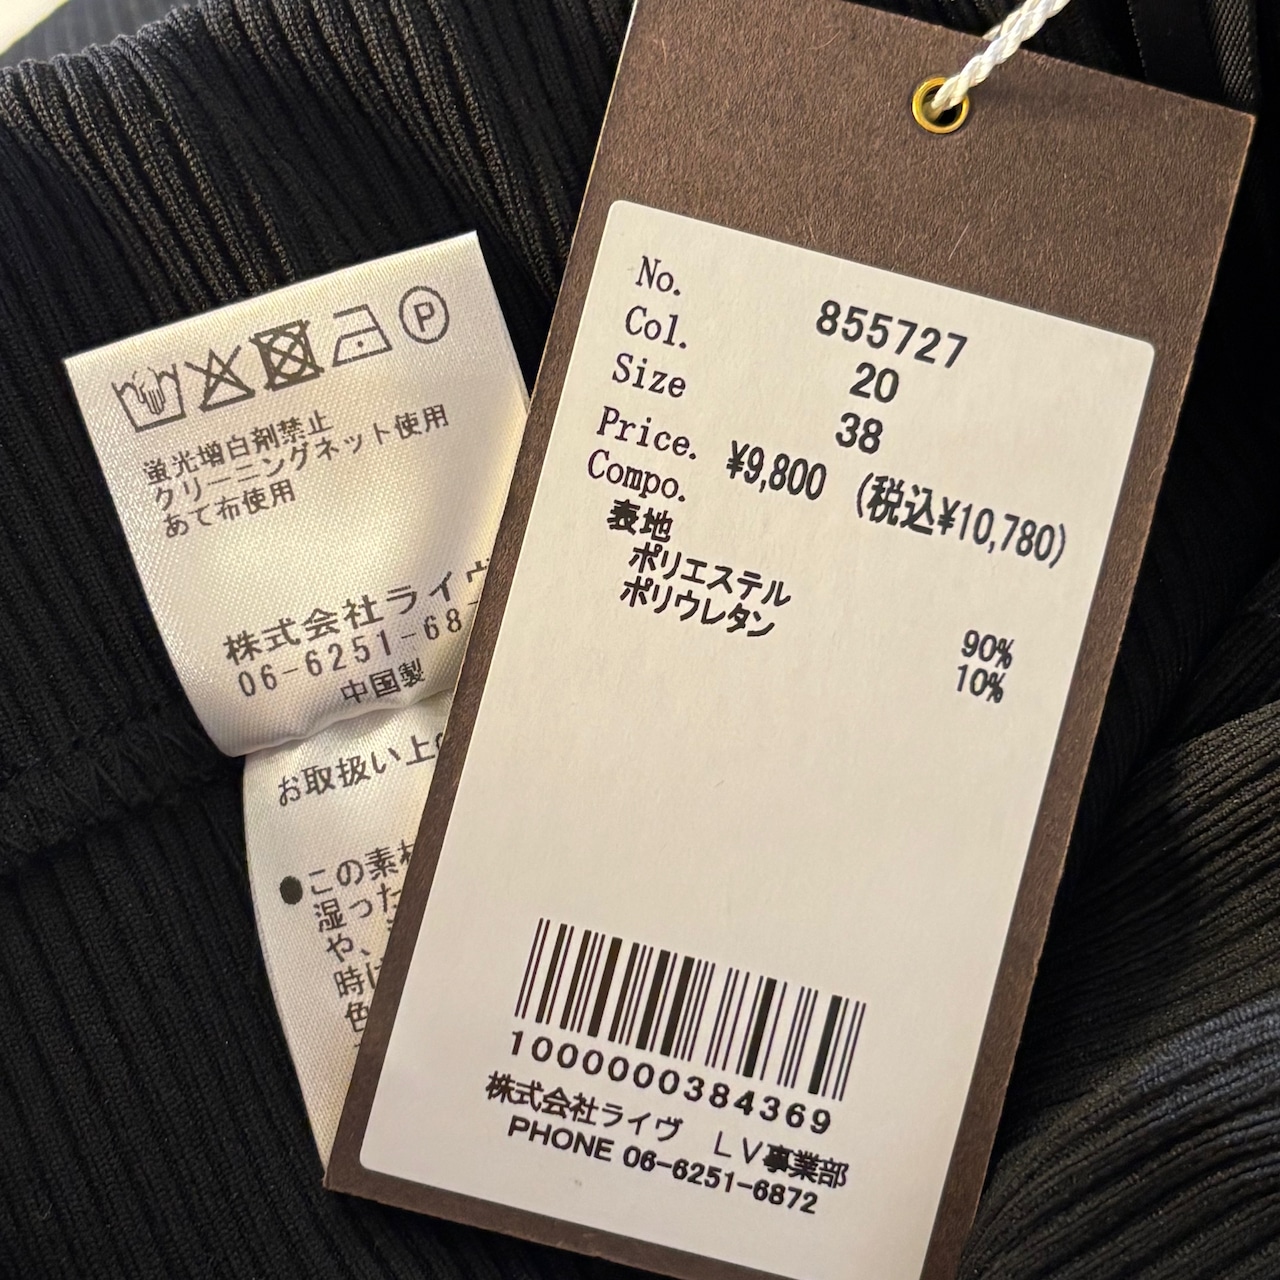 蛍光増白剤禁止
クリーニングネット使用
あて布使用
株式会社ライヴ
06-6251-68
中国製
お取扱い上
●この素材
湿った
や、
時は
色
No. 855727
Col. 20
Size 38
Price. ¥9,800 (税込¥10,780)
Compo.
表地
ポリエステル 90%
ポリウレタン 10%
1000000384369
株式会社ライヴ LV事業部
PHONE 06-6251-6872
P